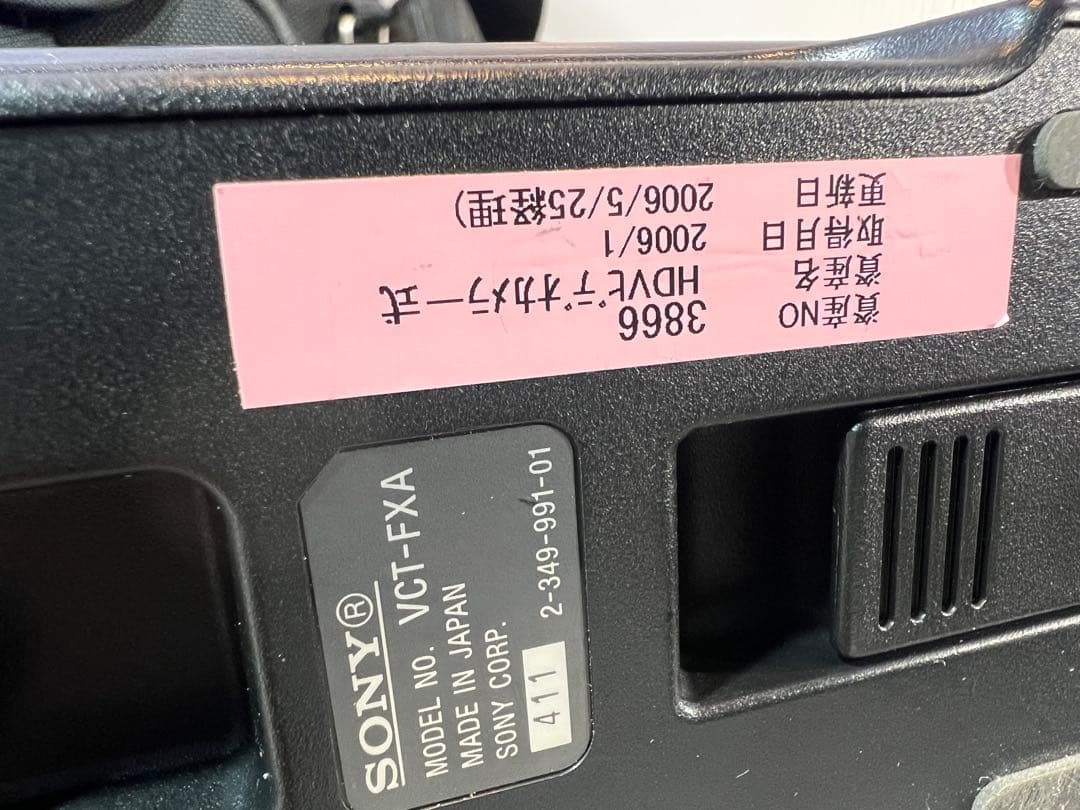 資産NO 3866
資産名 HDVﾋﾞﾃﾞｵｶﾒﾗ一式
取得月日 2006/1
更新日 2006/5/25経理)
SONY®
MODEL NO. VCT-FXA
MADE IN JAPAN
SONY CORP.
411 2-349-991-01